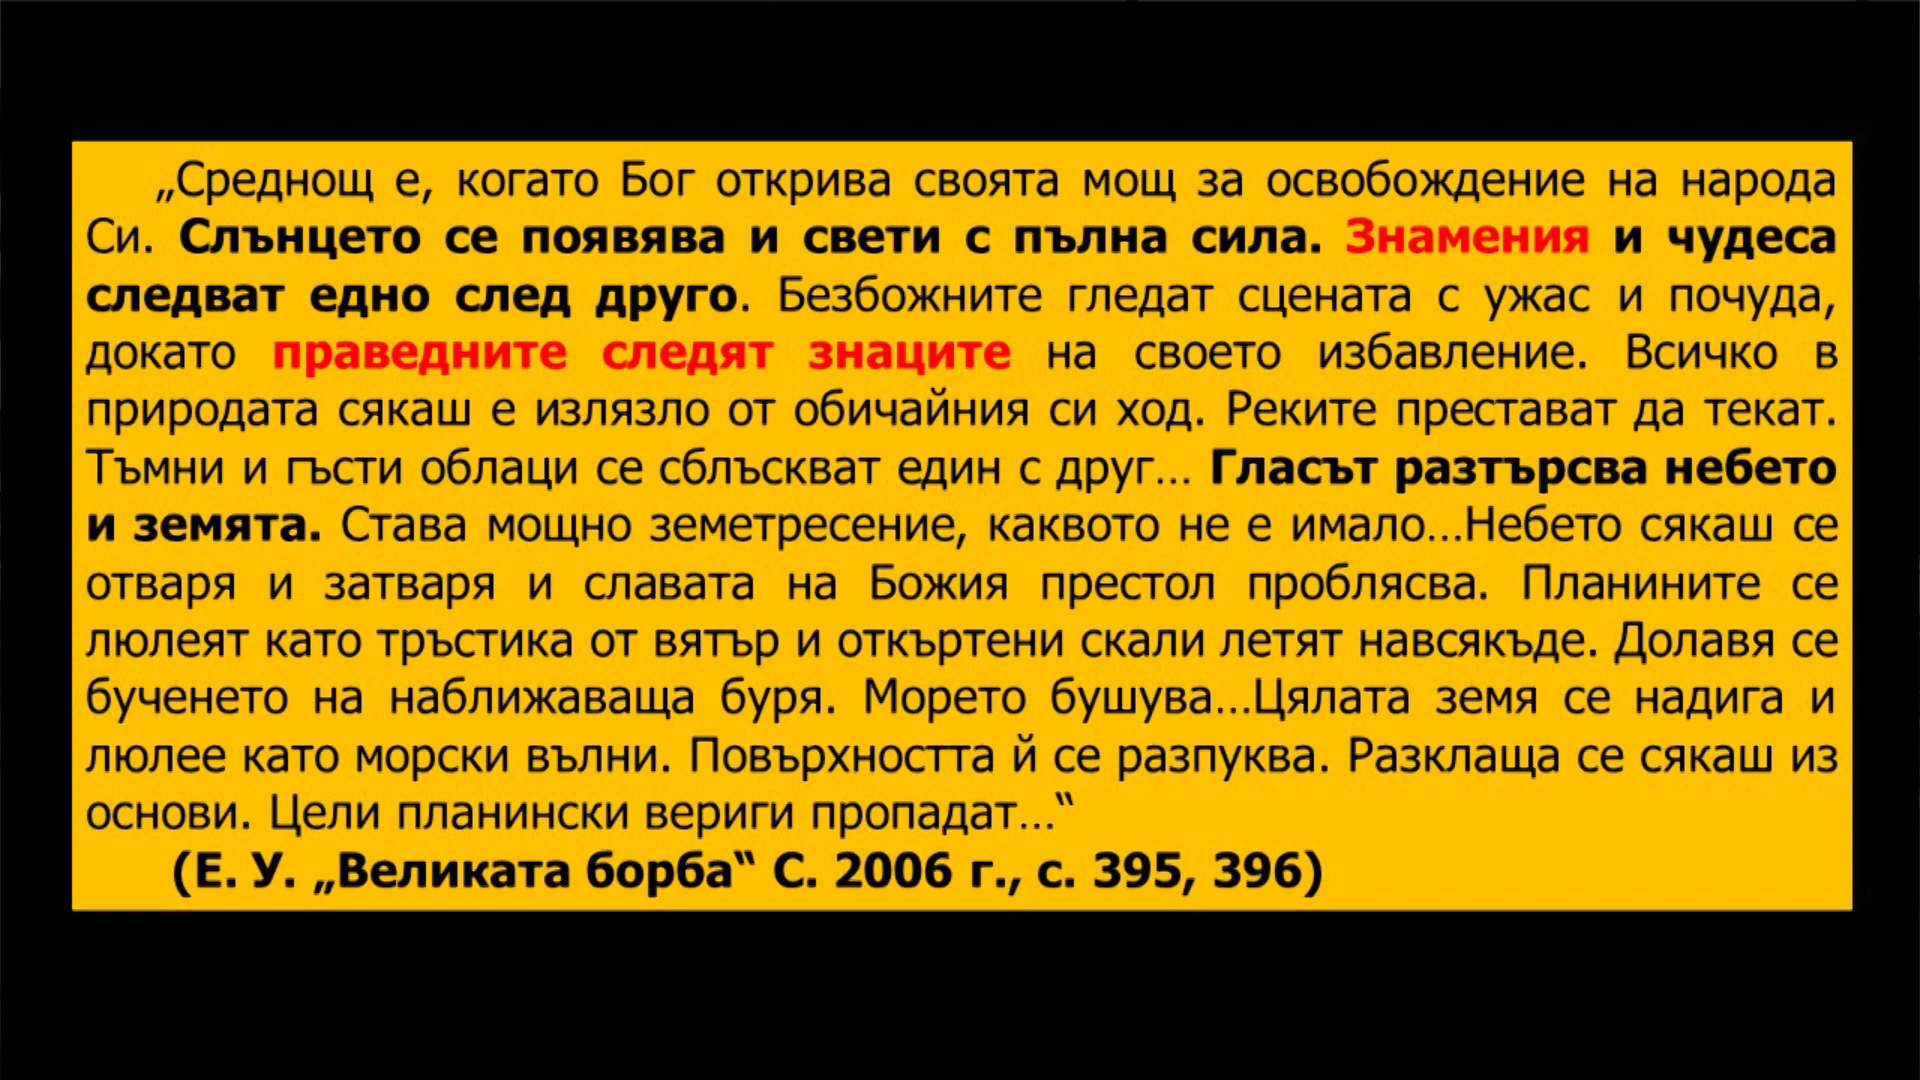 „Среднощ е, когато Бог открива своята мощ за освобождение на народа
Си. Слънцето се появява и свети с пълна сила. Знамения и чудеса
следват едно след друго. Безбожните гледат сцената с ужас и почуда,
докато праведните следят знаците на своето избавление. Всичко в
природата сякаш е излязло от обичайния си ход. Реките престават да текат.
Тъмни и гъсти облаци се сблъскват един с друг… Гласът разтърсва небето
и земята. Става мощно земетресение, каквото не е имало…Небето сякаш се
отваря и затваря и славата на Божия престол проблясва. Планините се
люлеят като тръстика от вятър и откъртени скали летят навсякъде. Долавя се
бученето на наближаваща буря. Морето бушува…Цялата земя се надига и
люлее като морски вълни. Повърхността й се разпуква. Разклаща се сякаш из
основи. Цели планински вериги пропадат…“
(Е. У. „Великата борба“ С. 2006 г., с. 395, 396)